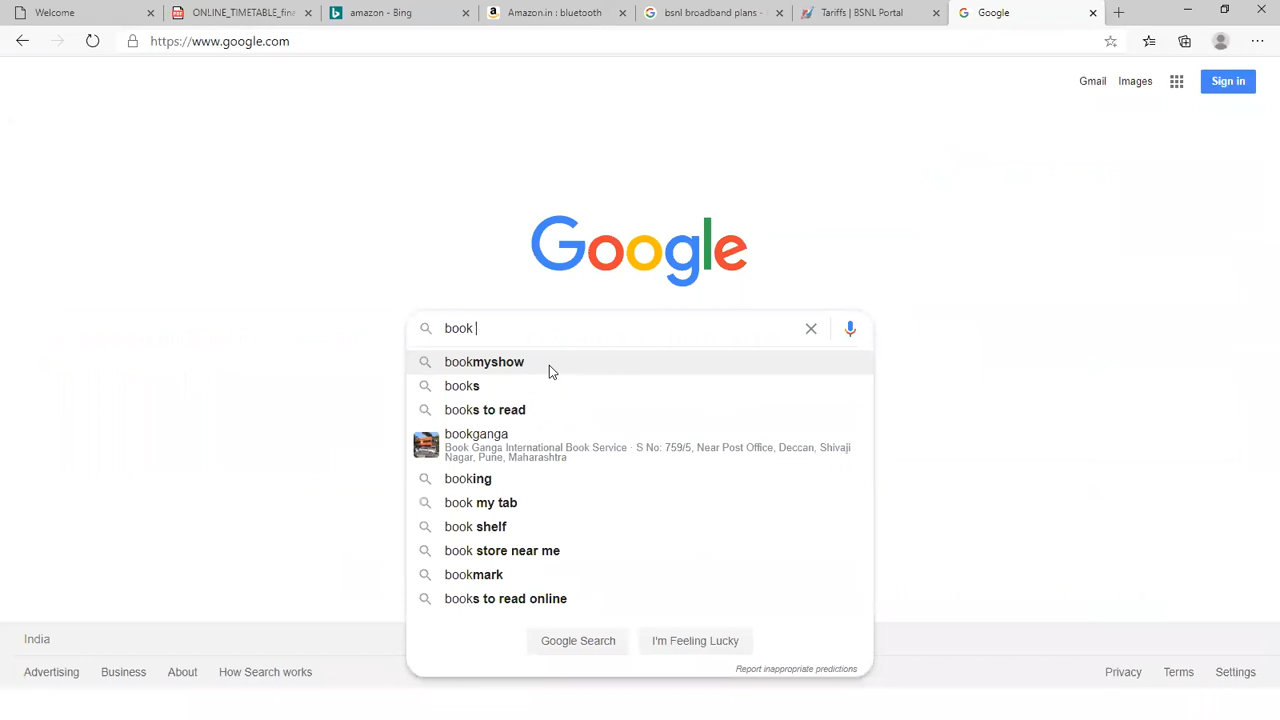 Welcome
ONLINE_TIMETABLE_fina
amazon - Bing
Amazon.in : bluetooth
bsnl broadband plans -
Tariffs | BSNL Portal
Google
https://www.google.com
Gmail
Images
Sign in
Google
book
bookmyshow
books
books to read
bookganga
Book Ganga International Book Service · S No: 759/5, Near Post Office, Deccan, Shivaji
Nagar, Pune, Maharashtra
booking
book my tab
book shelf
book store near me
bookmark
books to read online
Google Search
I'm Feeling Lucky
Report inappropriate predictions
India
Advertising
Business
About
How Search works
Privacy
Terms
Settings